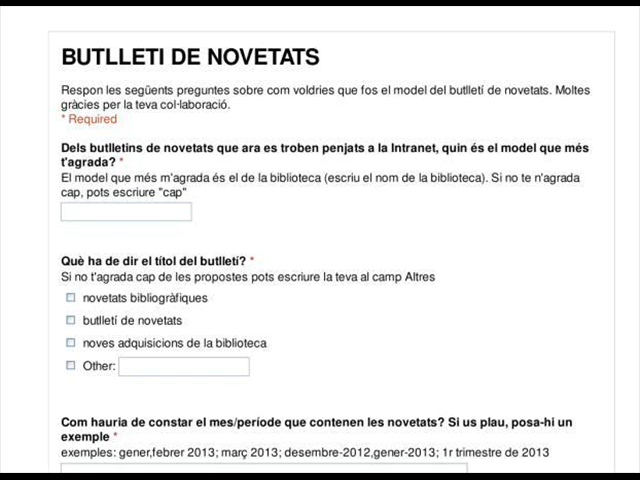 BUTLLETI DE NOVETATS
Respon les següents preguntes sobre com voldries que fos el model del butlletí de novetats. Moltes
gràcies per la teva col·laboració.
* Required
Dels butlletins de novetats que ara es troben penjats a la Intranet, quin és el model que més
t'agrada? *
El model que més m'agrada és el de la biblioteca (escriu el nom de la biblioteca). Si no te n'agrada
cap, pots escriure "cap"
Què ha de dir el títol del butlletí? *
Si no t'agrada cap de les propostes pots escriure la teva al camp Altres
novetats bibliogràfiques
butlletí de novetats
noves adquisicions de la biblioteca
Other:
Com hauria de constar el mes/període que contenen les novetats? Si us plau, posa-hi un
exemple *
exemples: gener,febrer 2013; març 2013; desembre-2012,gener-2013; 1r trimestre de 2013